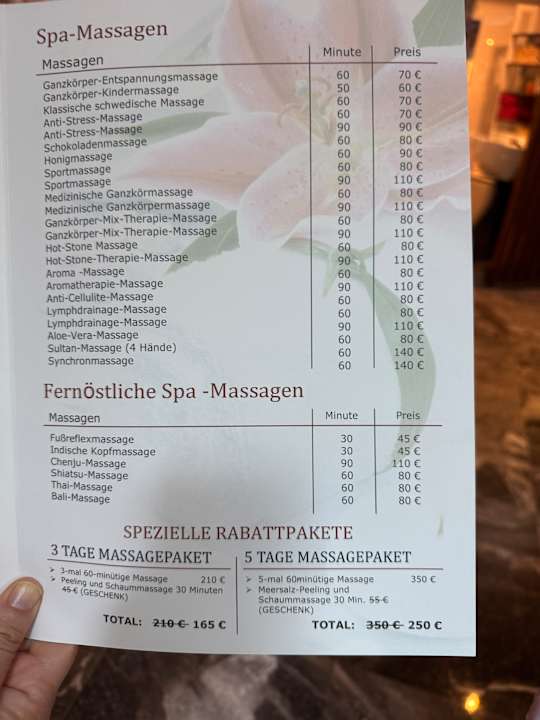 Spa-Massagen
Massagen Minute Preis
Ganzkörper-Entspannungsmassage 60 70 €
Ganzkörper-Kindermassage 50 60 €
Klassische schwedische Massage 60 70 €
Anti-Stress-Massage 60 70 €
Anti-Stress-Massage 90 90 €
Schokoladenmassage 60 80 €
Honigmassage 60 90 €
Sportmassage 60 80 €
Sportmassage 90 110 €
Medizinische Ganzkörmassage 60 80 €
Medizinische Ganzkörpermassage 90 110 €
Ganzkörper-Mix-Therapie-Massage 60 80 €
Ganzkörper-Mix-Therapie-Massage 90 110 €
Hot-Stone Massage 60 80 €
Hot-Stone-Therapie-Massage 90 110 €
Aroma -Massage 60 80 €
Aromatherapie-Massage 90 110 €
Anti-Cellulite-Massage 60 80 €
Lymphdrainage-Massage 60 80 €
Lymphdrainage-Massage 90 110 €
Aloe-Vera-Massage 60 80 €
Sultan-Massage (4 Hände) 60 140 €
Synchronmassage 60 140 €
Fernöstliche Spa -Massagen
Massagen Minute Preis
Fußreflexmassage 30 45 €
Indische Kopfmassage 30 45 €
Chenju-Massage 90 110 €
Shiatsu-Massage 60 80 €
Thai-Massage 60 80 €
Bali-Massage 60 80 €
SPEZIELLE RABATTPAKETE
3 TAGE MASSAGEPAKET
➢ 3-mal 60-minütige Massage 210 €
➢ Peeling und Schaummassage 30 Minuten
45 € (GESCHENK)
TOTAL: 210 € 165 €
5 TAGE MASSAGEPAKET
➢ 5-mal 60minütige Massage 350 €
➢ Meersalz-Peeling und
Schaummassage 30 Min. 55 €
(GESCHENK)
TOTAL: 350 € 250 €